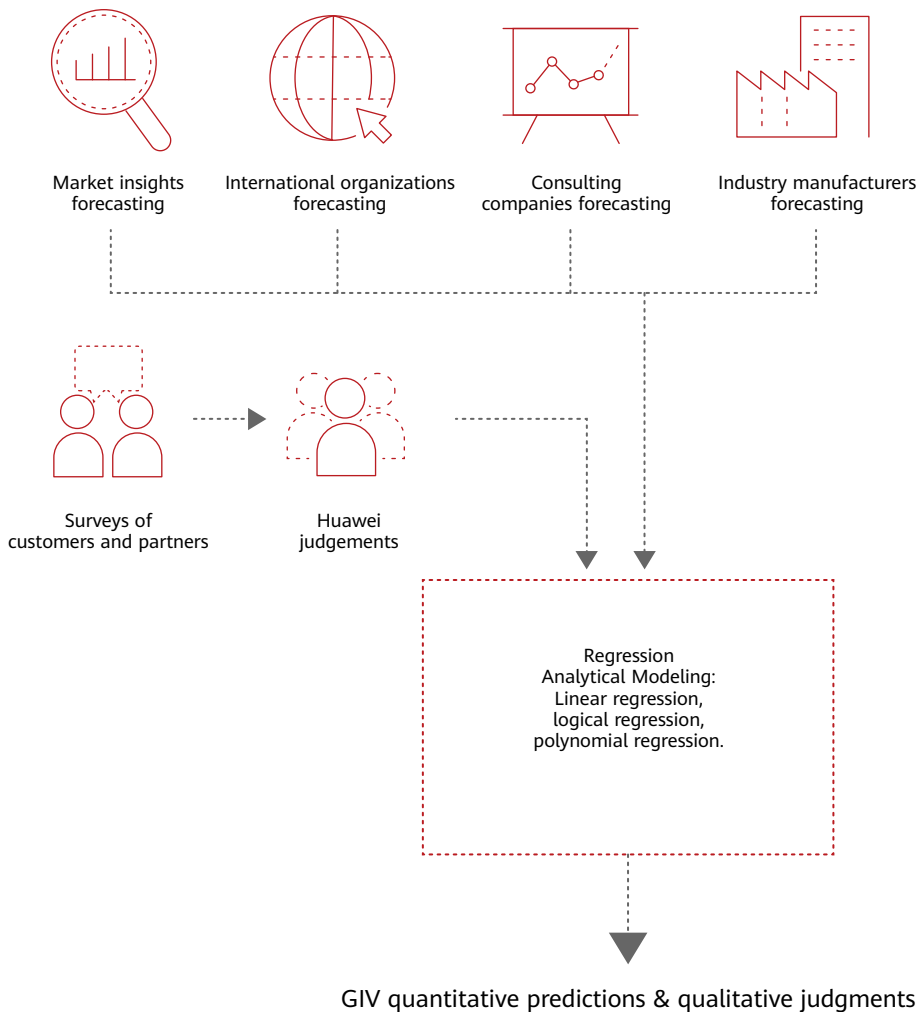 Market insights
forecasting
International organizations
forecasting
Consulting
companies forecasting
Industry manufacturers
forecasting
Surveys of
customers and partners
Huawei
judgements
Regression
Analytical Modeling:
Linear regression,
logical regression,
polynomial regression.
GIV quantitative predictions & qualitative judgments